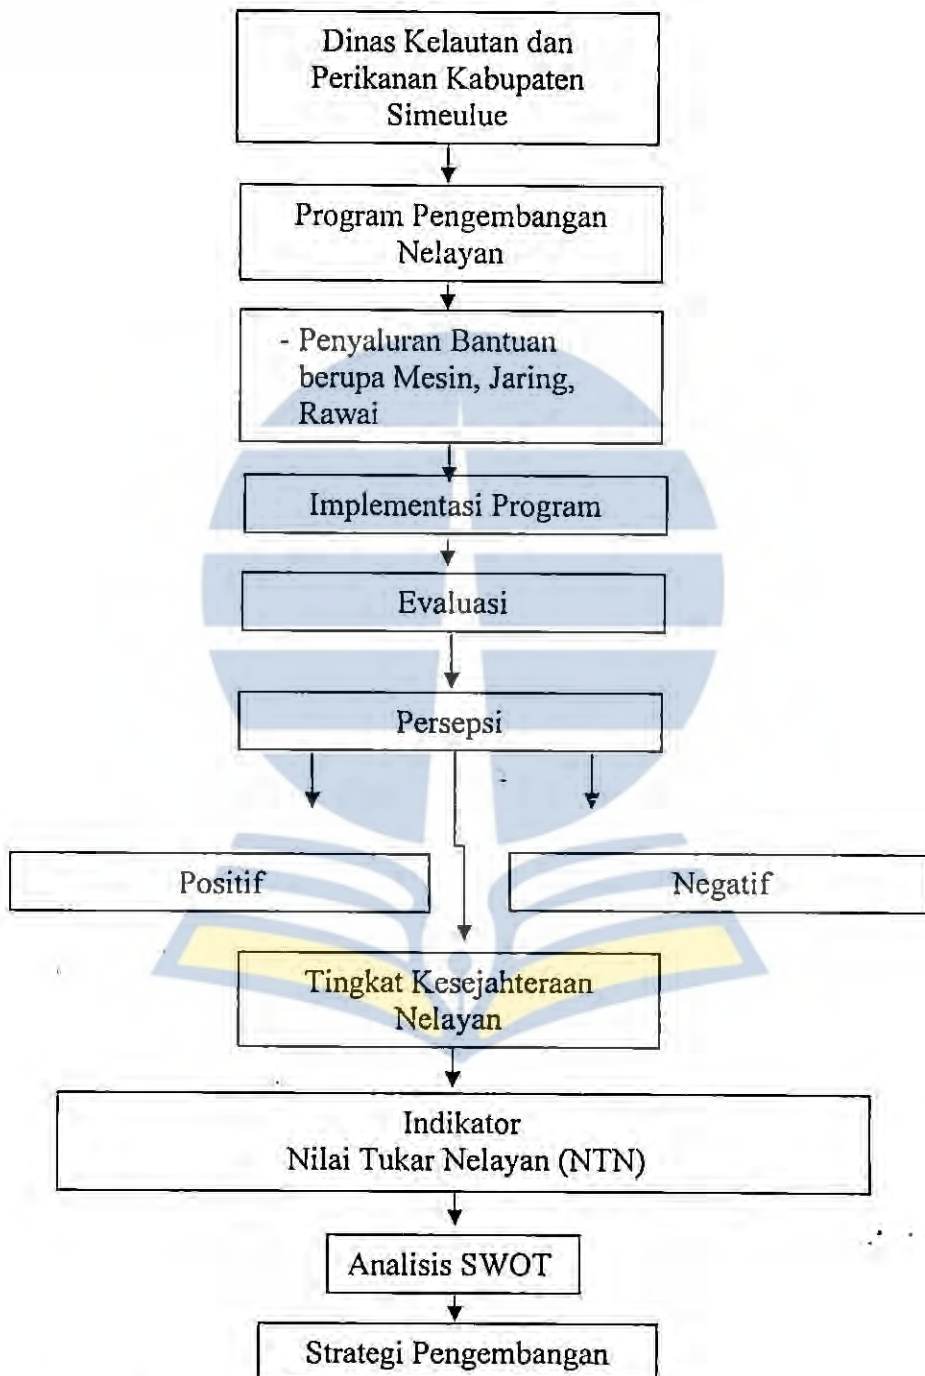 Dinas Kelautan dan
Perikanan Kabupaten
Simeulue
Program Pengembangan
Nelayan
- Penyaluran Bantuan
berupa Mesin, Jaring,
Rawai
Implementasi Program
Evaluasi
Persepsi
Positif
Negatif
Tingkat Kesejahteraan
Nelayan
Indikator
Nilai Tukar Nelayan (NTN)
Analisis SWOT
Strategi Pengembangan